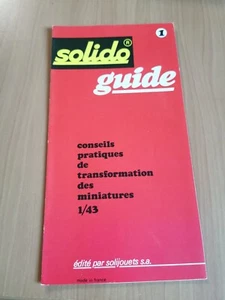 solido®
1
guide
conseils
pratiques
de
transformation
des
miniatures
1/43
édité par solijouets s.a.
Made in France